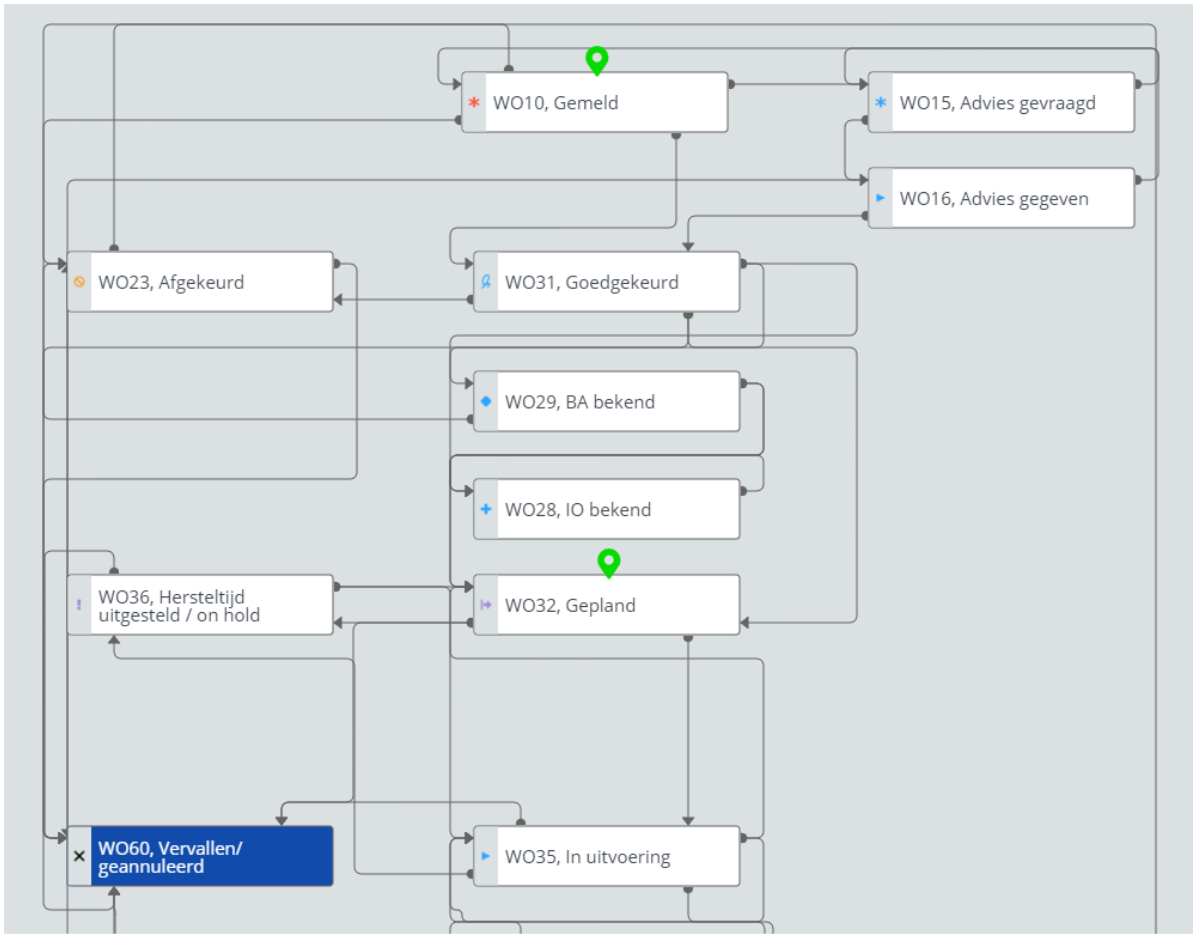 WO10, Gemeld
WO15, Advies gevraagd
WO16, Advies gegeven
WO23, Afgekeurd
WO31, Goedgekeurd
WO29, BA bekend
WO28, IO bekend
WO36, Hersteltijd
uitgesteld / on hold
WO32, Gepland
WO60, Vervallen/
geannuleerd
WO35, In uitvoering